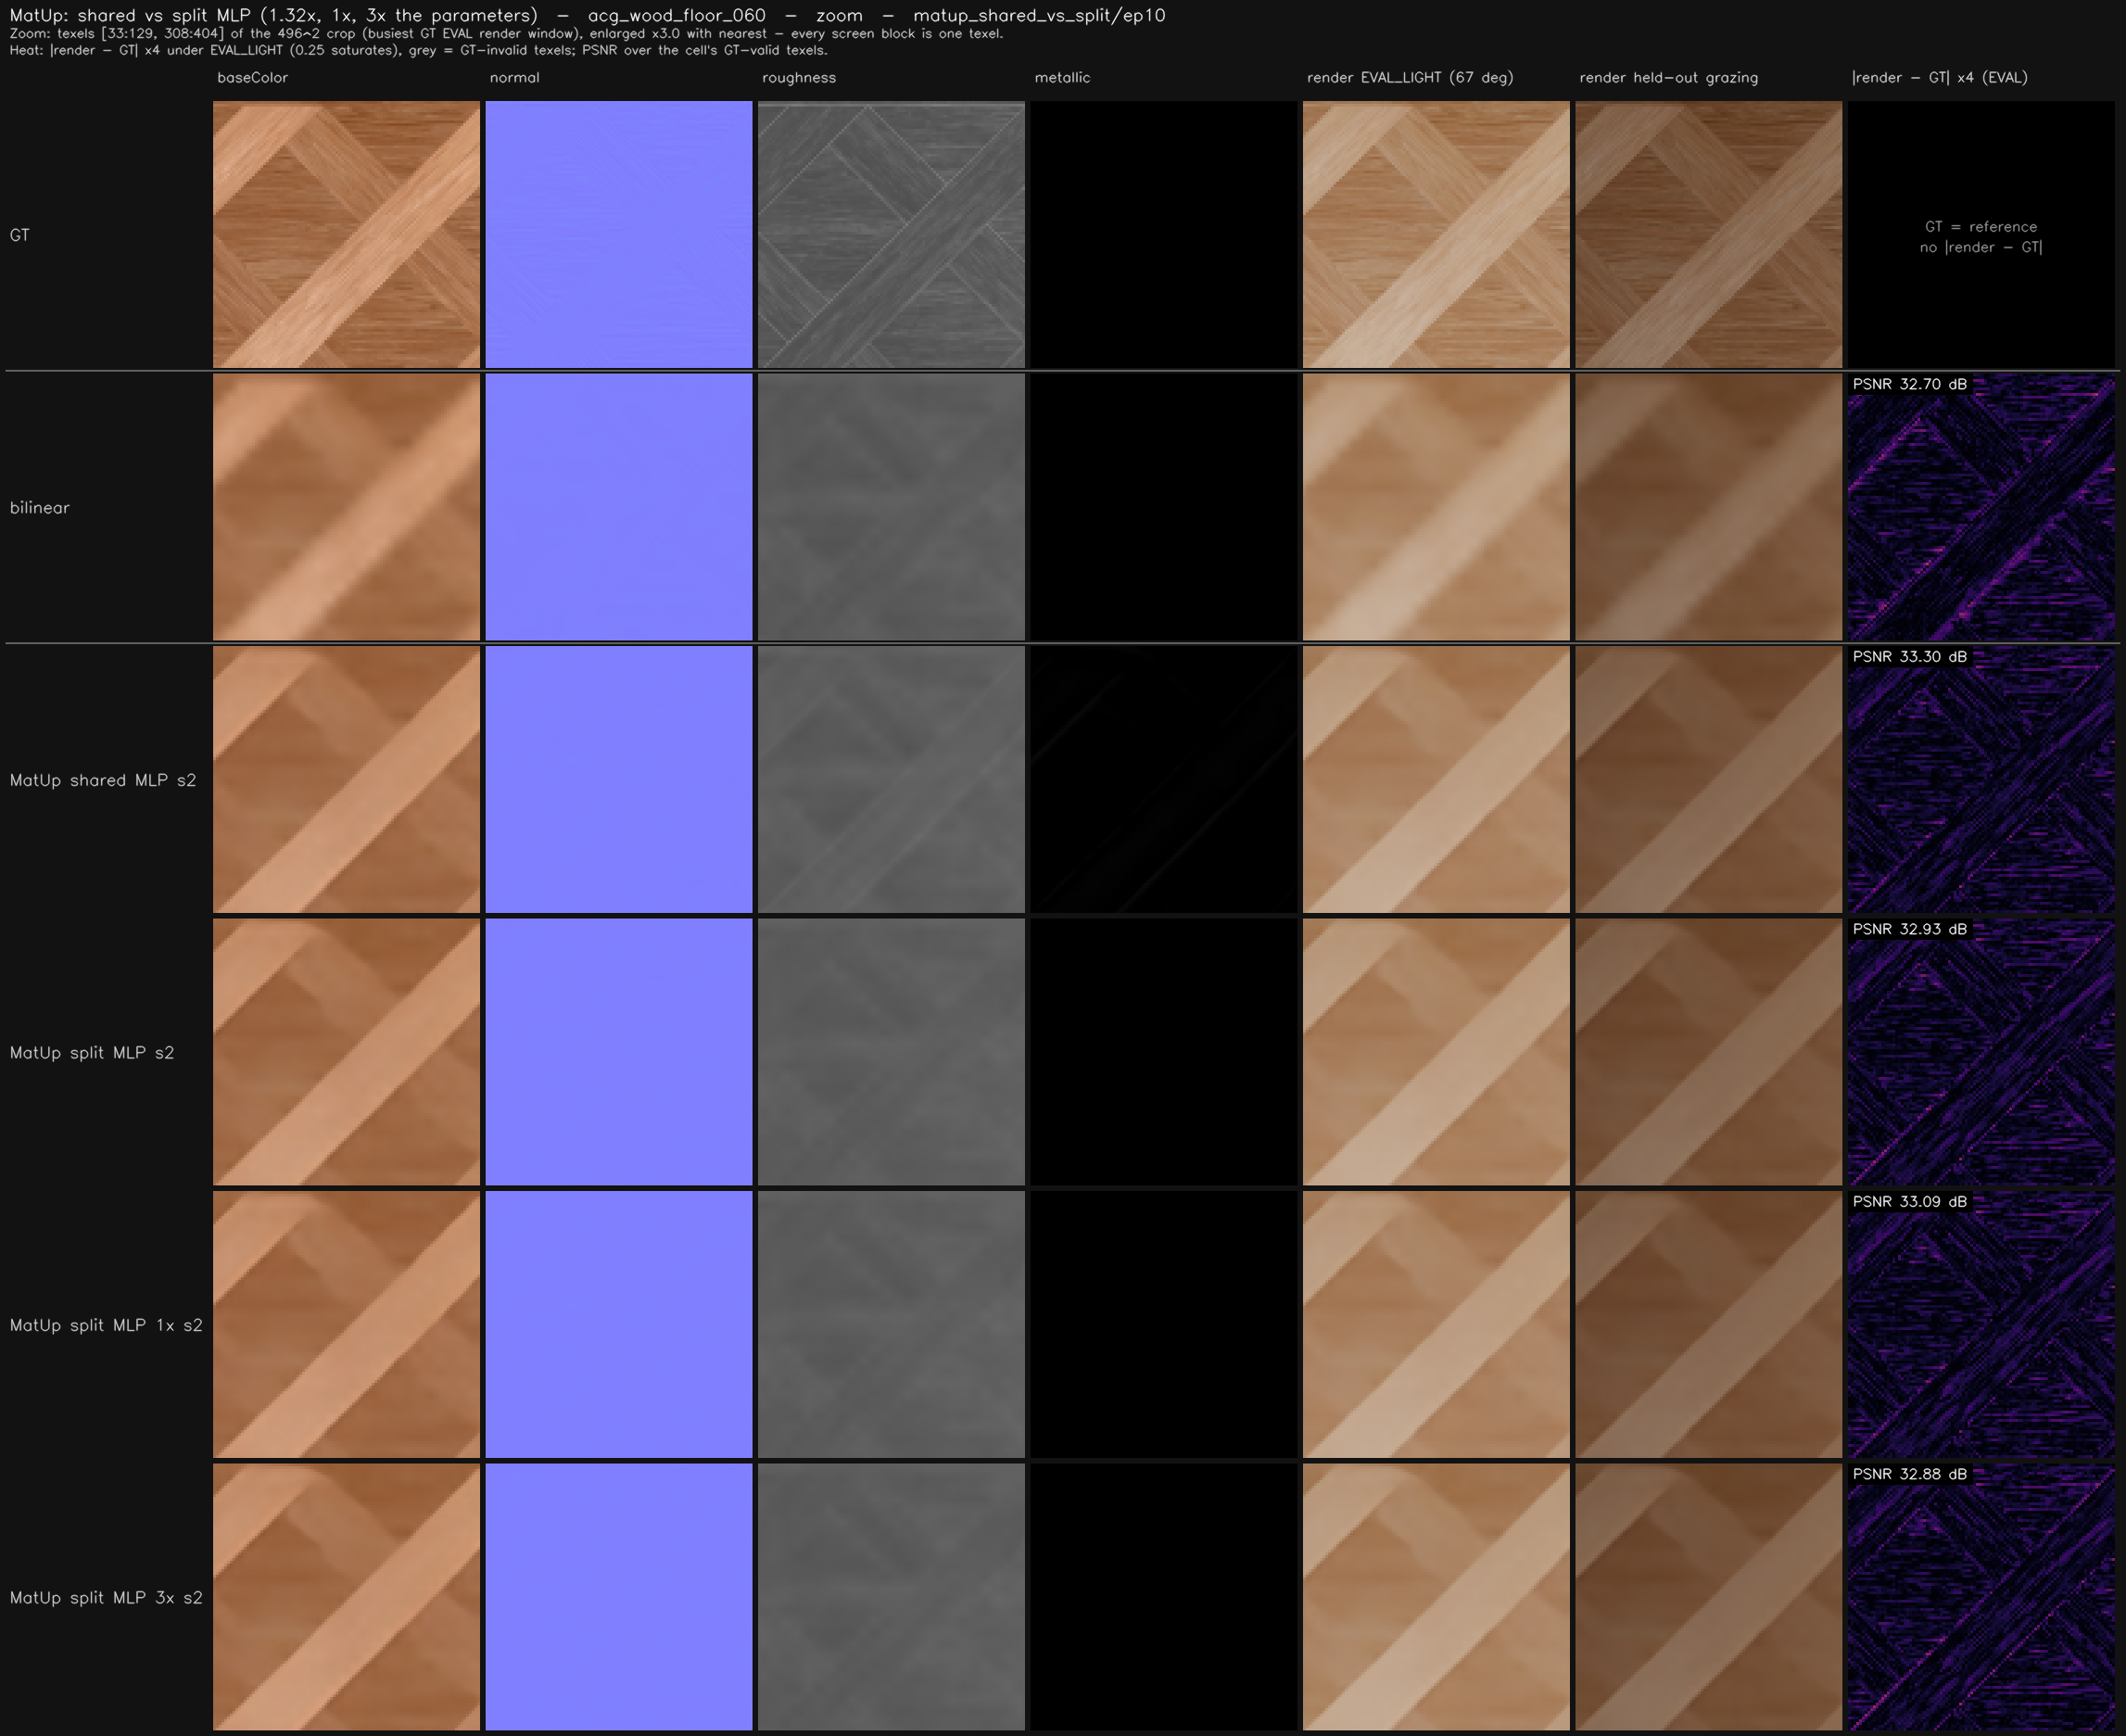 MatUp: shared vs split MLP (1.32x, 1x, 3x the parameters) — acg_wood_floor_060 — zoom — matup_shared_vs_split/ep10
Zoom: texels [33:129, 308:404] of the 496^2 crop (busiest GT EVAL render window), enlarged x3.0 with nearest — every screen block is one texel.
Heat: |render — GT| x4 under EVAL_LIGHT (0.25 saturates), grey = GT-invalid texels; PSNR over the cell's GT-valid texels.
baseColor normal roughness metallic render EVAL_LIGHT (67 deg) render held-out grazing |render — GT| x4 (EVAL)
GT
GT = reference
no |render — GT|
bilinear
PSNR 32.70 dB
MatUp shared MLP s2
PSNR 33.30 dB
MatUp split MLP s2
PSNR 32.93 dB
MatUp split MLP 1x s2
PSNR 33.09 dB
MatUp split MLP 3x s2
PSNR 32.88 dB